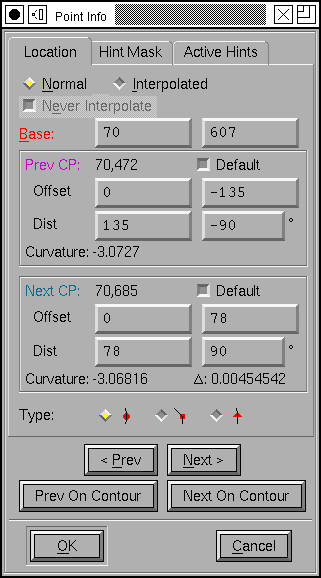 Point Info
Location Hint Mask Active Hints
Normal Interpolated
Never Interpolate
Base: 70 607
Prev CP: 70,472 Default
Offset 0 -135
Dist 135 -90 °
Curvature: -3.0727
Next CP: 70,685 Default
Offset 0 78
Dist 78 90 °
Curvature: -3.06816 Δ: 0.00454542
Type:
< Prev Next >
Prev On Contour Next On Contour
OK Cancel